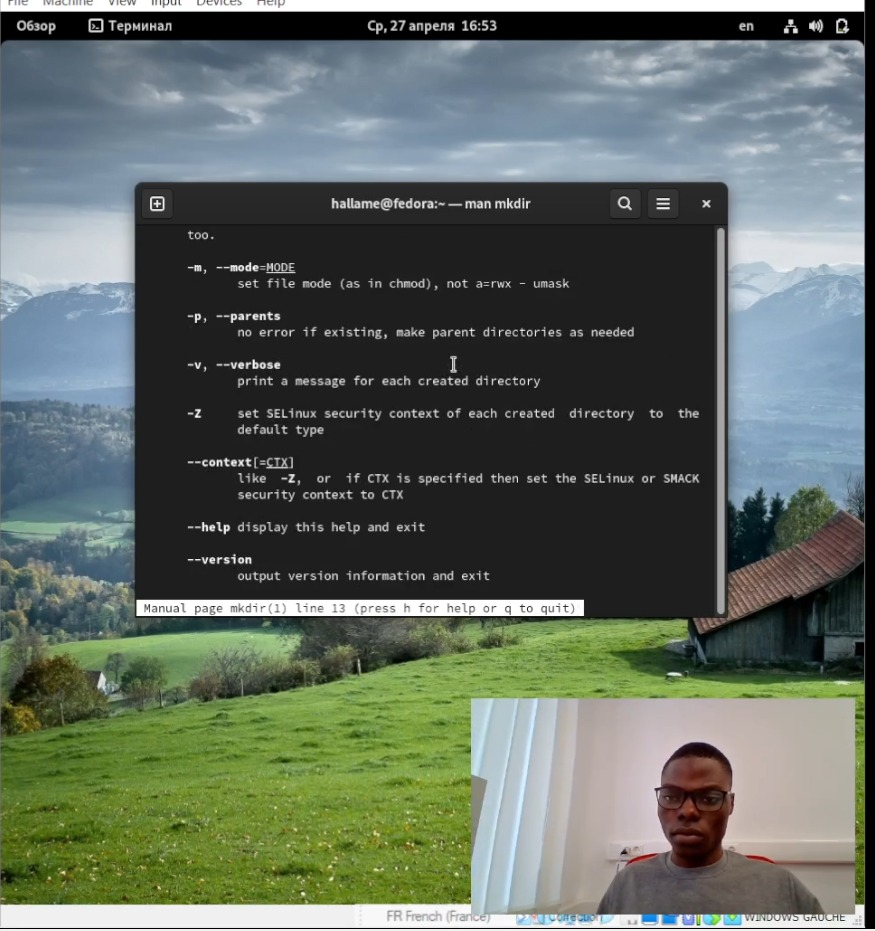 File Machine View Input Devices Help
Обзор Терминал Ср, 27 апреля 16:53 en
hallame@fedora:~ — man mkdir
too.
-m, --mode=MODE
set file mode (as in chmod), not a=rwx - umask
-p, --parents
no error if existing, make parent directories as needed
-v, --verbose
print a message for each created directory
-Z set SELinux security context of each created directory to the
default type
--context[=CTX]
like -Z, or if CTX is specified then set the SELinux or SMACK
security context to CTX
--help display this help and exit
--version
output version information and exit
Manual page mkdir(1) line 13 (press h for help or q to quit)
FR French (France) Correction WINDOWS GAUCHE